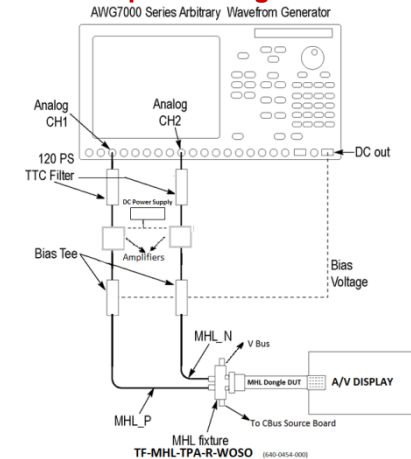 AWG7000 Series Arbitrary Wavefrom Generator
Analog
CH1
Analog
CH2
DC out
120 PS
TTC Filter
DC Power Supply
Amplifiers
Bias Tee
Bias
Voltage
MHL_N
V Bus
MHL Dongle DUT
A/V DISPLAY
MHL_P
To CBus Source Board
MHL fixture
TF-MHL-TPA-R-WOSO (640-0454-000)